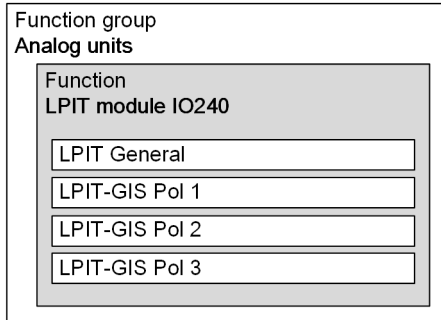 Function group
Analog units
Function
LPIT module IO240
LPIT General
LPIT-GIS Pol 1
LPIT-GIS Pol 2
LPIT-GIS Pol 3